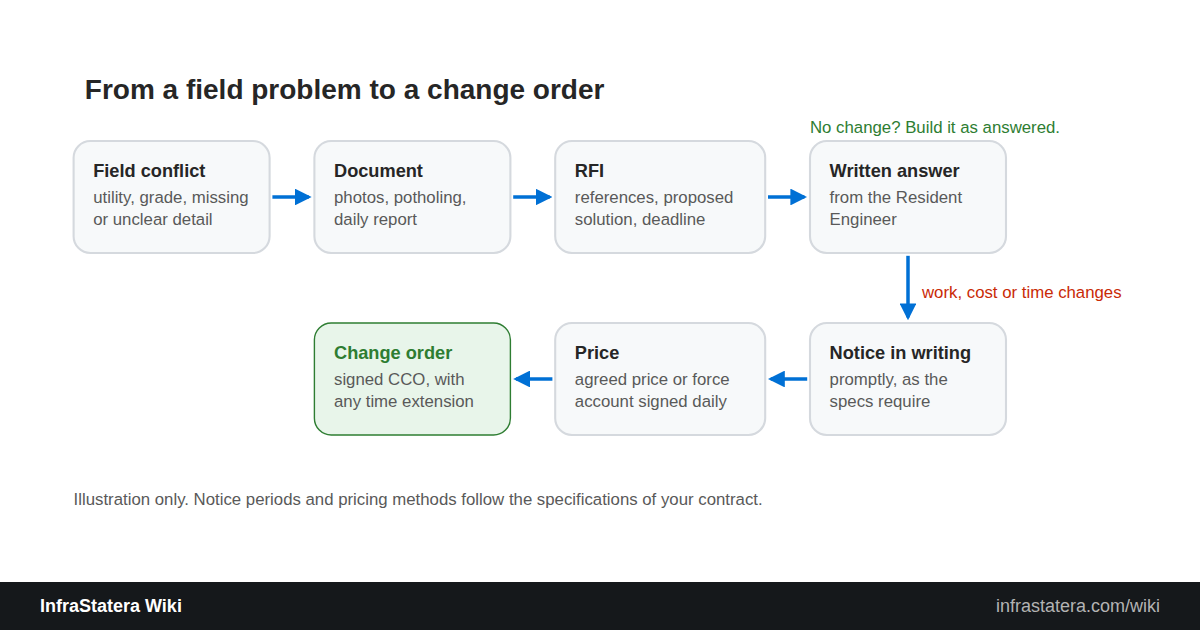 From a field problem to a change order
No change? Build it as answered.
Field conflict
utility, grade, missing
or unclear detail
Document
photos, potholing,
daily report
RFI
references, proposed
solution, deadline
Written answer
from the Resident
Engineer
work, cost or time changes
Notice in writing
promptly, as the
specs require
Price
agreed price or force
account signed daily
Change order
signed CCO, with
any time extension
Illustration only. Notice periods and pricing methods follow the specifications of your contract.
InfraStatera Wiki
infrastatera.com/wiki